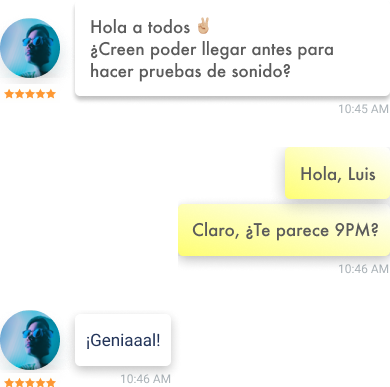 Hola a todos ✌🏼
¿Creen poder llegar antes para
hacer pruebas de sonido?
10:45 AM
Hola, Luis
Claro, ¿Te parece 9PM?
10:46 AM
¡Geniaaal!
10:46 AM